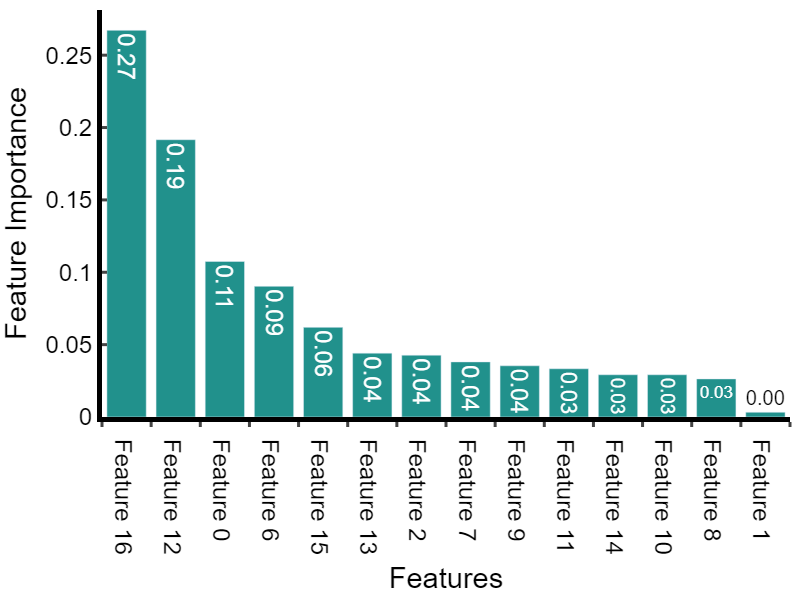 Feature Importance
0.25
0.2
0.15
0.1
0.05
0
0.27
0.19
0.11
0.09
0.06
0.04
0.04
0.04
0.04
0.03
0.03
0.03
0.03
0.00
Feature 16
Feature 12
Feature 0
Feature 6
Feature 15
Feature 13
Feature 2
Feature 7
Feature 9
Feature 11
Feature 14
Feature 10
Feature 8
Feature 1
Features